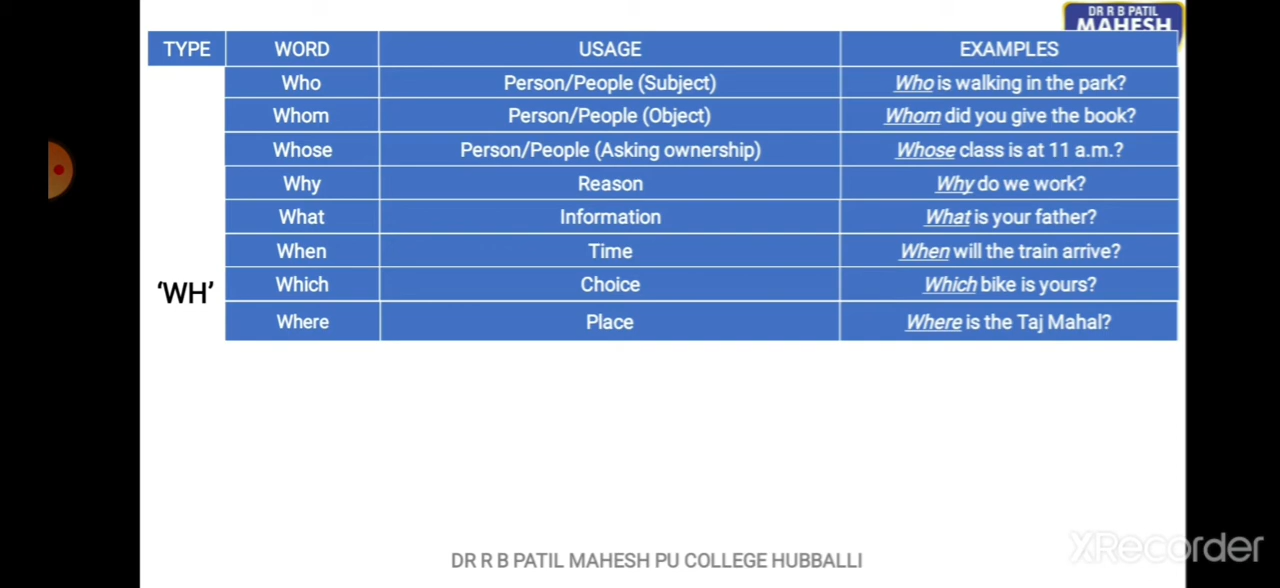 DR R B PATIL
MAHESH
TYPE WORD USAGE EXAMPLES
Who Person/People (Subject) Who is walking in the park?
Whom Person/People (Object) Whom did you give the book?
Whose Person/People (Asking ownership) Whose class is at 11 a.m.?
Why Reason Why do we work?
What Information What is your father?
When Time When will the train arrive?
‘WH’ Which Choice Which bike is yours?
Where Place Where is the Taj Mahal?
DR R B PATIL MAHESH PU COLLEGE HUBBALLI
XRecorder